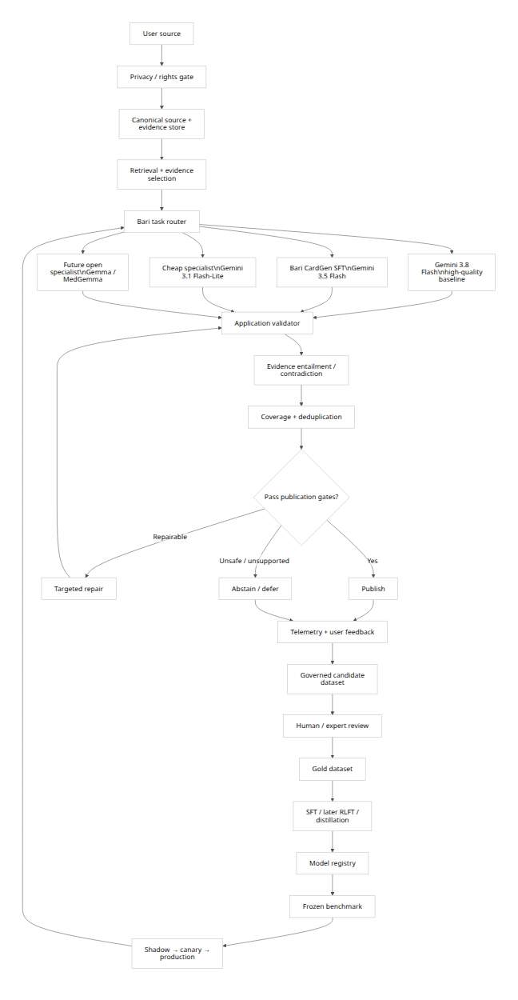 User source
Privacy / rights gate
Canonical source +
evidence store
Retrieval + evidence
selection
Bari task router
Future open
specialist\nGemma /
MedGemma
Cheap specialist\nGemini
3.1 Flash-Lite
Bari CardGen SFT\nGemini
3.5 Flash
Gemini 3.8
Flash\nhigh-quality
baseline
Application validator
Evidence entailment /
contradiction
Coverage + deduplication
Pass publication gates?
Repairable
Unsafe / unsupported
Yes
Targeted repair
Abstain / defer
Publish
Telemetry + user feedback
Governed candidate
dataset
Human / expert review
Gold dataset
SFT / later RLFT /
distillation
Model registry
Frozen benchmark
Shadow → canary →
production